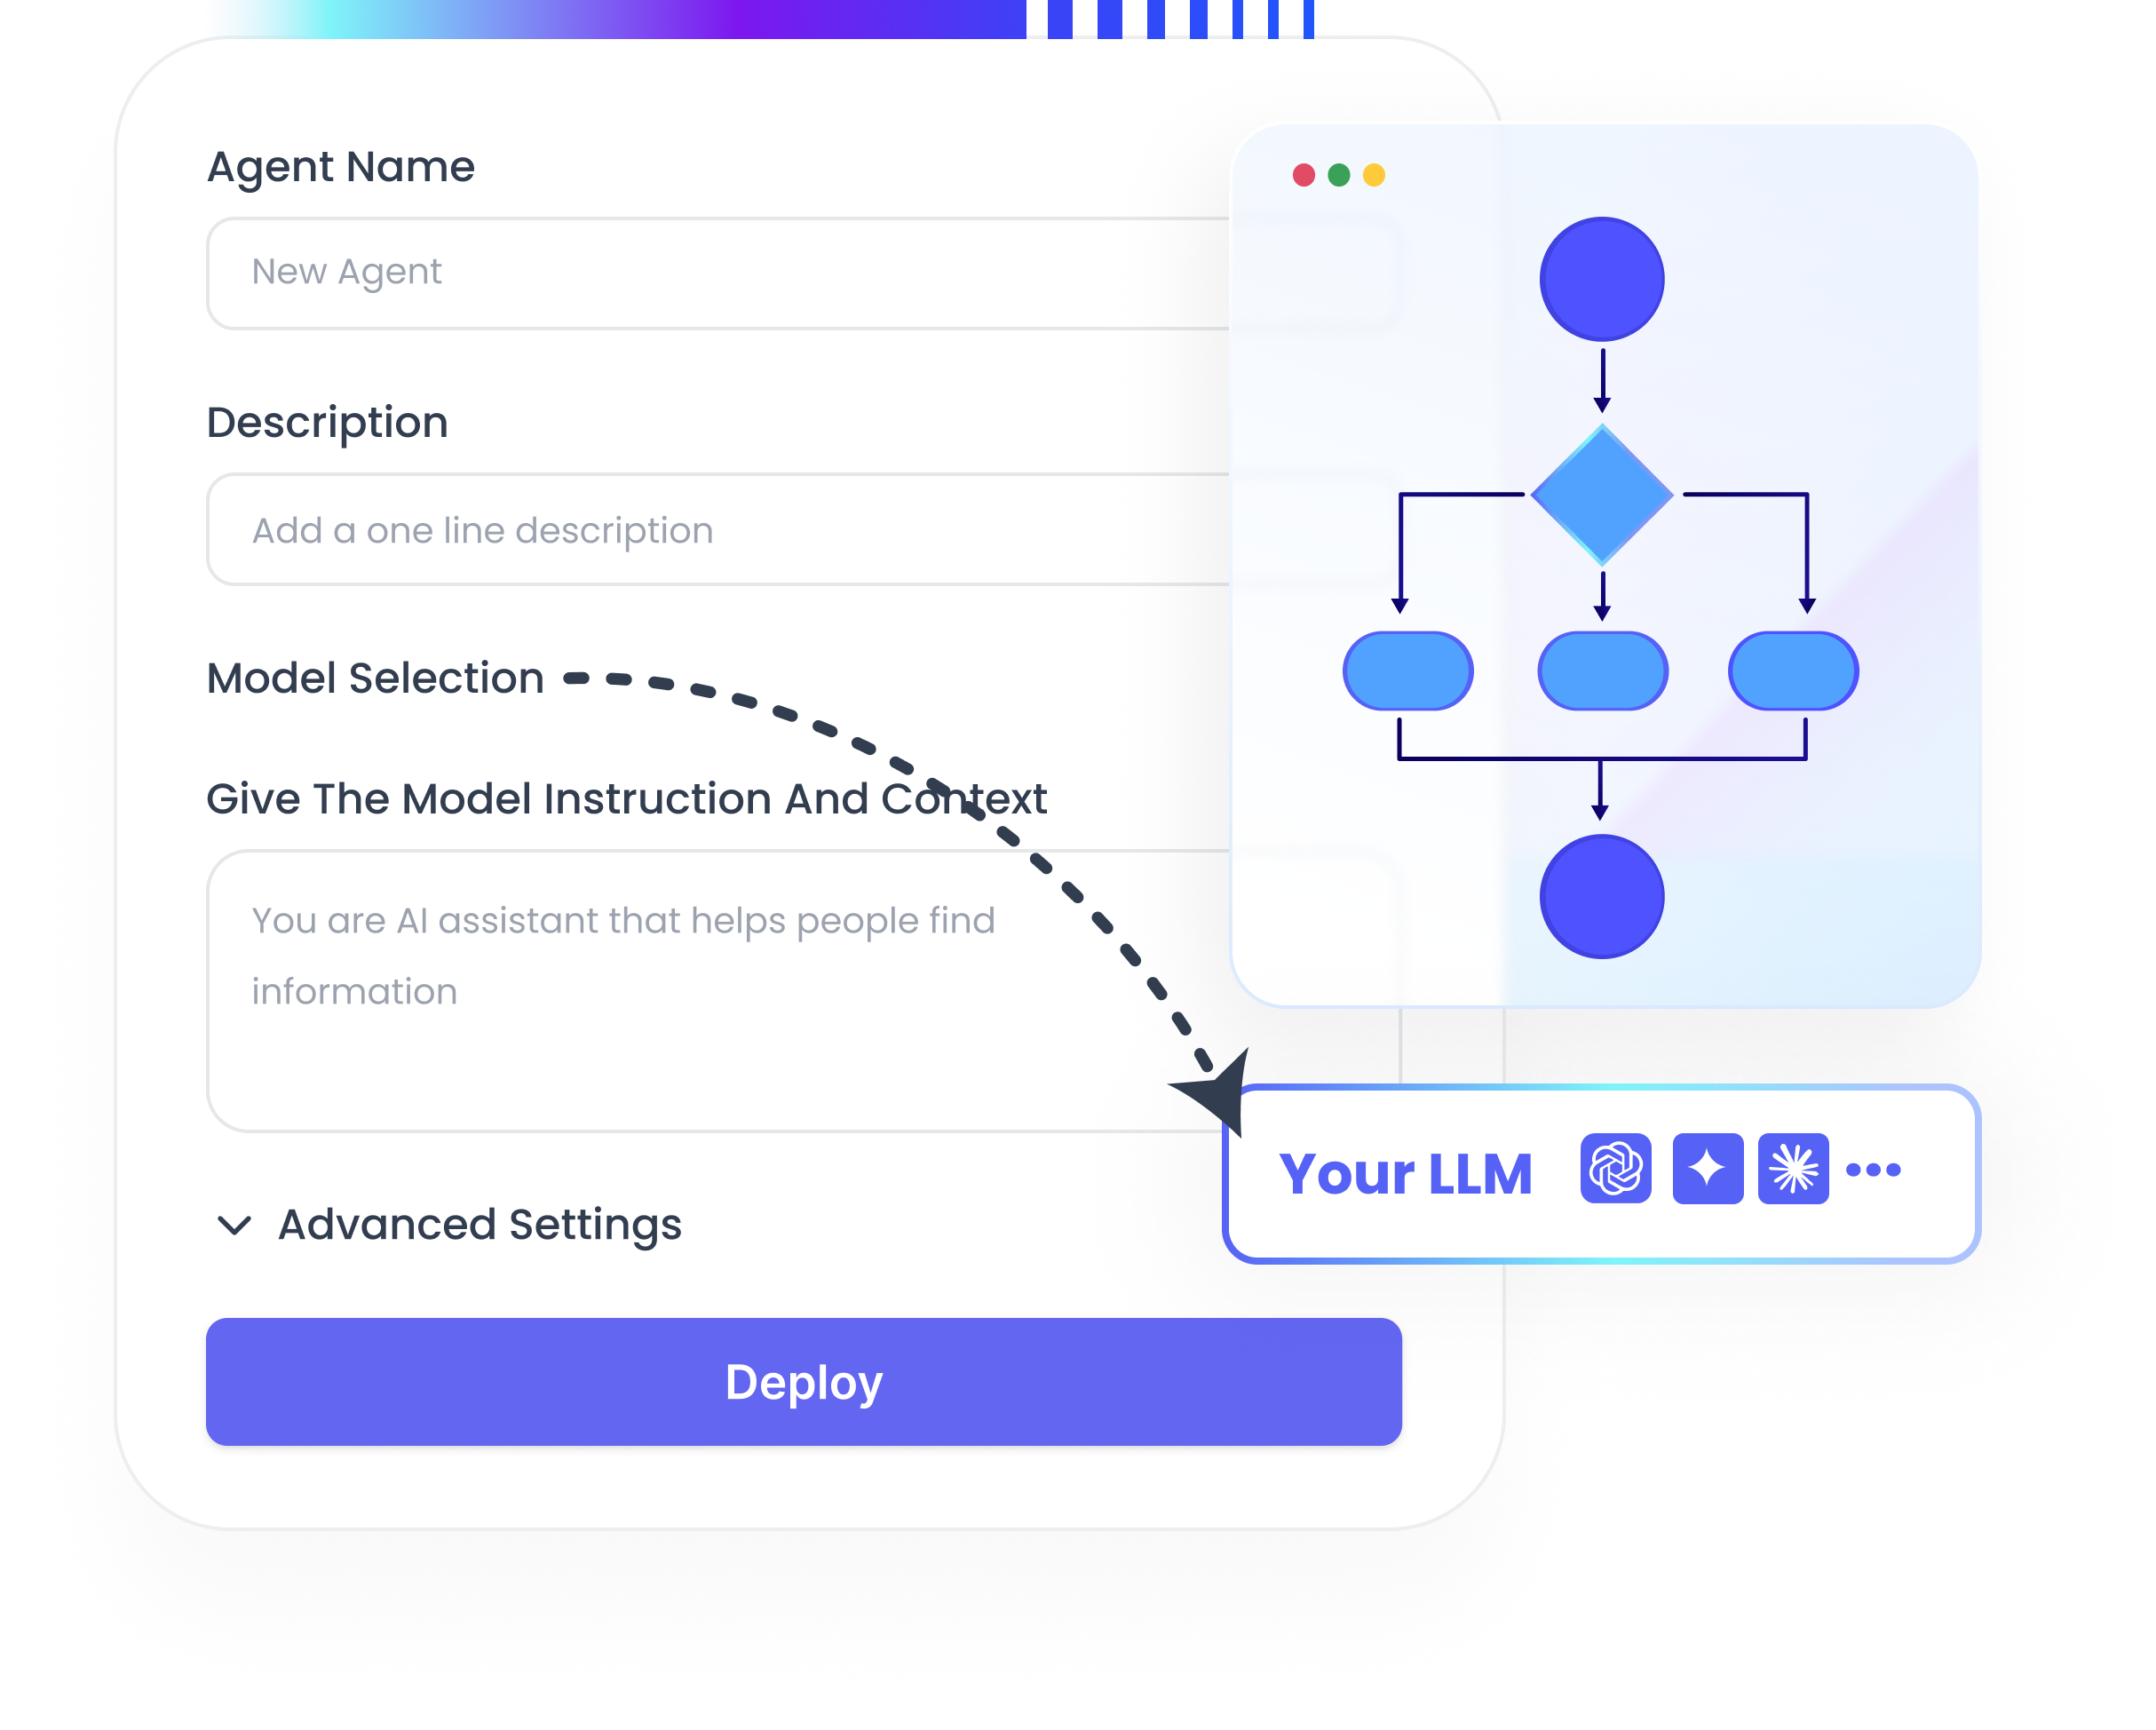 Agent Name
New Agent
Description
Add a one line description
Model Selection
Give The Model Instruction And Context
You are AI assistant that helps people find
information
Your LLM
Advanced Settings
Deploy